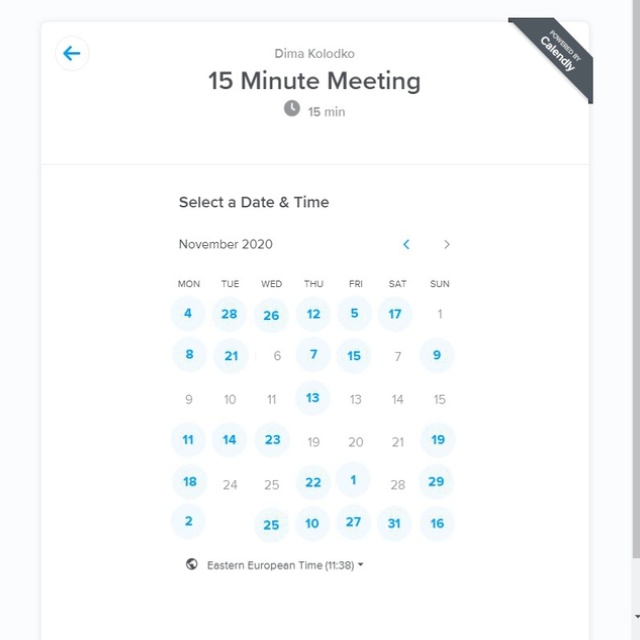 Dima Kolodko
POWERED BY
Calendly
15 Minute Meeting
15 min
Select a Date & Time
November 2020
MON TUE WED THU FRI SAT SUN
4 28 26 12 5 17 1
8 21 6 7 15 7 9
9 10 11 13 13 14 15
11 14 23 19 20 21 19
18 24 25 22 1 28 29
2 25 10 27 31 16
Eastern European Time (11:38)